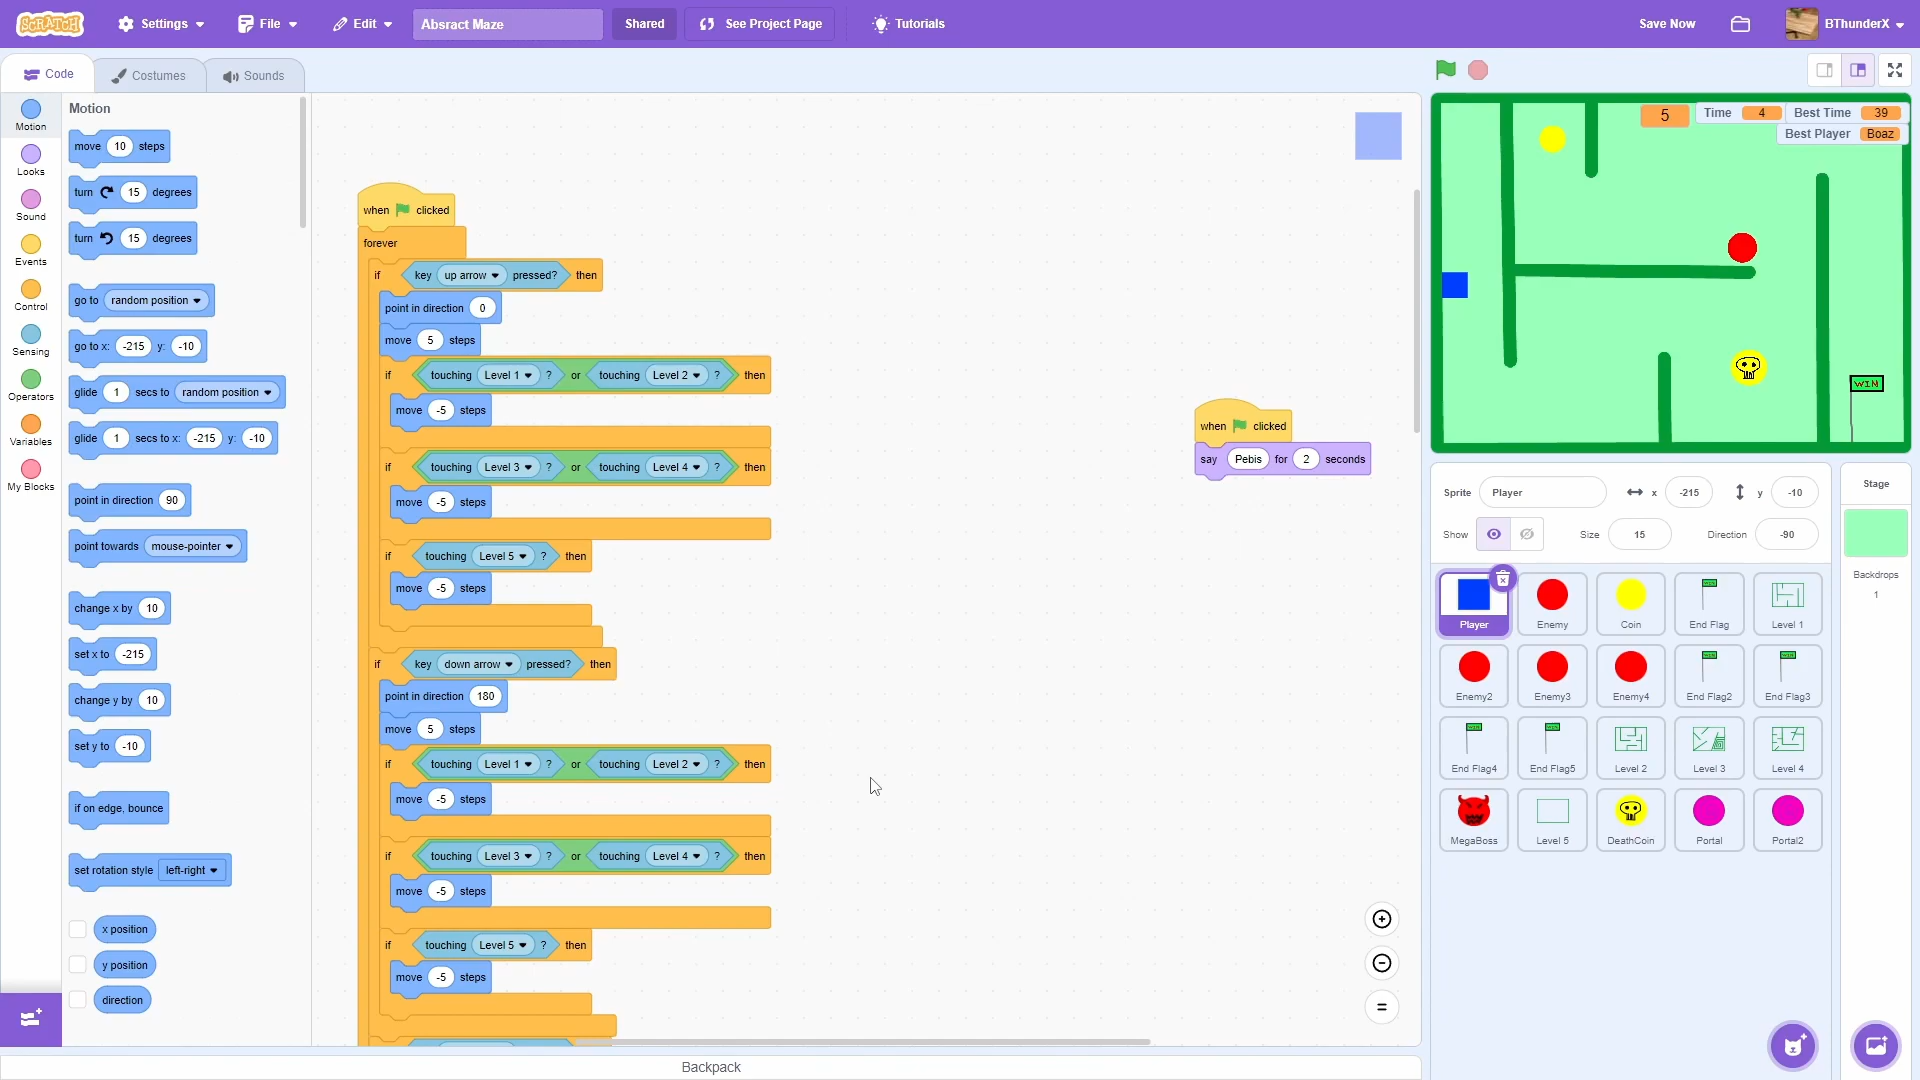 SCRATCH Settings File Edit Absract Maze Shared See Project Page Tutorials Save Now BThunderX
Code Costumes Sounds
Motion
Looks
Sound
Events
Control
Sensing
Operators
Variables
My Blocks
Motion
move 10 steps
turn 15 degrees
turn 15 degrees
go to random position
go to x: -215 y: -10
glide 1 secs to random position
glide 1 secs to x: -215 y: -10
point in direction 90
point towards mouse-pointer
change x by 10
set x to -215
change y by 10
set y to -10
if on edge, bounce
set rotation style left-right
x position
y position
direction
when clicked
forever
if key up arrow pressed? then
point in direction 0
move 5 steps
if touching Level 1 ? or touching Level 2 ? then
move -5 steps
if touching Level 3 ? or touching Level 4 ? then
move -5 steps
if touching Level 5 ? then
move -5 steps
if key down arrow pressed? then
point in direction 180
move 5 steps
if touching Level 1 ? or touching Level 2 ? then
move -5 steps
if touching Level 3 ? or touching Level 4 ? then
move -5 steps
if touching Level 5 ? then
move -5 steps
when clicked
say Pebis for 2 seconds
Backpack
5 Time 4 Best Time 39
Best Player Boaz
WIN
Sprite Player x -215 y -10
Show Size 15 Direction -90
Player Enemy Coin End Flag Level 1
Enemy2 Enemy3 Enemy4 End Flag2 End Flag3
End Flag4 End Flag5 Level 2 Level 3 Level 4
MegaBoss Level 5 DeathCoin Portal Portal2
Stage
Backdrops
1